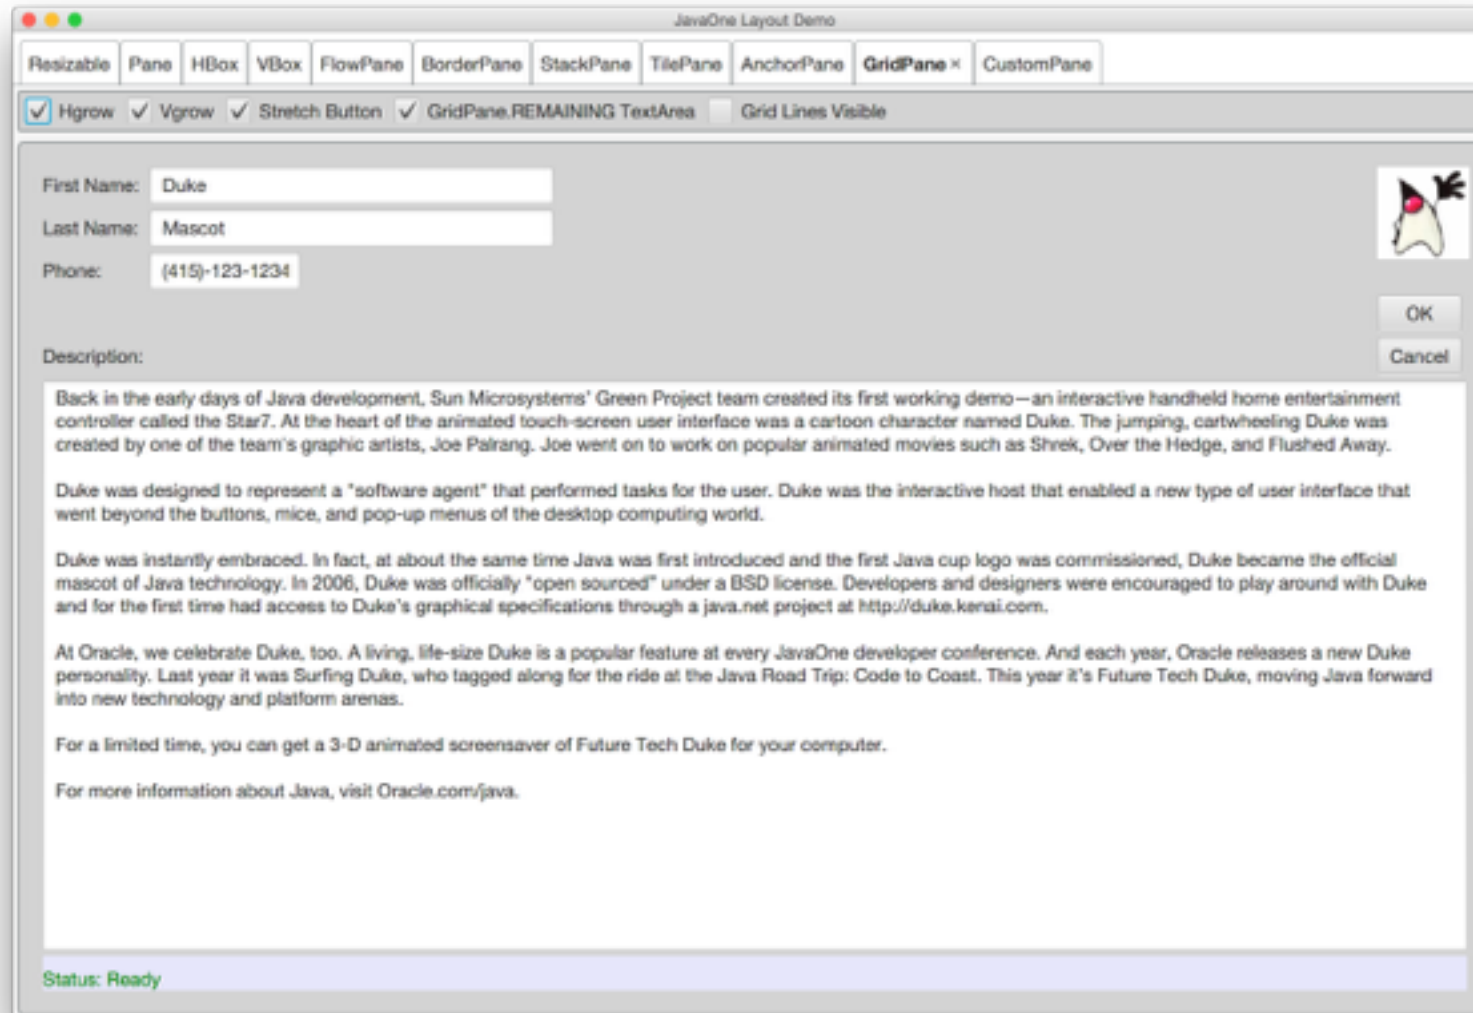 JavaOne Layout Demo
Resizable Pane HBox VBox FlowPane BorderPane StackPane TilePane AnchorPane GridPane × CustomPane
Hgrow Vgrow Stretch Button GridPane.REMAINING TextArea Grid Lines Visible
First Name: Duke
Last Name: Mascot
Phone: (415)-123-1234
OK
Description: Cancel
Back in the early days of Java development, Sun Microsystems' Green Project team created its first working demo—an interactive handheld home entertainment
controller called the Star7. At the heart of the animated touch-screen user interface was a cartoon character named Duke. The jumping, cartwheeling Duke was
created by one of the team's graphic artists, Joe Palrang. Joe went on to work on popular animated movies such as Shrek, Over the Hedge, and Flushed Away.
Duke was designed to represent a "software agent" that performed tasks for the user. Duke was the interactive host that enabled a new type of user interface that
went beyond the buttons, mice, and pop-up menus of the desktop computing world.
Duke was instantly embraced. In fact, at about the same time Java was first introduced and the first Java cup logo was commissioned, Duke became the official
mascot of Java technology. In 2006, Duke was officially "open sourced" under a BSD license. Developers and designers were encouraged to play around with Duke
and for the first time had access to Duke's graphical specifications through a java.net project at http://duke.kenai.com.
At Oracle, we celebrate Duke, too. A living, life-size Duke is a popular feature at every JavaOne developer conference. And each year, Oracle releases a new Duke
personality. Last year it was Surfing Duke, who tagged along for the ride at the Java Road Trip: Code to Coast. This year it's Future Tech Duke, moving Java forward
into new technology and platform arenas.
For a limited time, you can get a 3-D animated screensaver of Future Tech Duke for your computer.
For more information about Java, visit Oracle.com/java.
Status: Ready